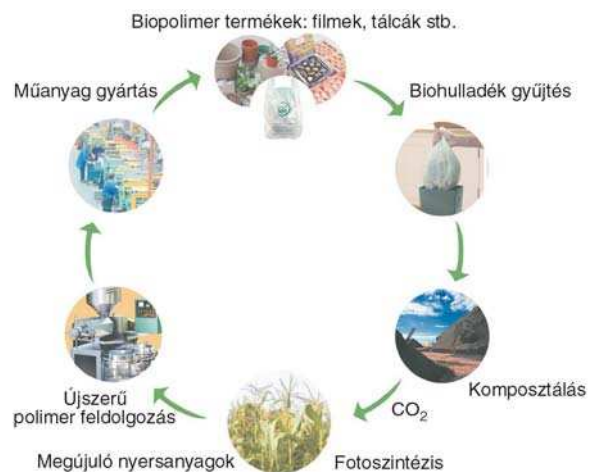 Biopolimer termékek: filmek, tálcák stb.
Műanyag gyártás
Biohulladék gyűjtés
Komposztálás
CO₂
Újszerű
polimer feldolgozás
Megújuló nyersanyagok
Fotoszintézis